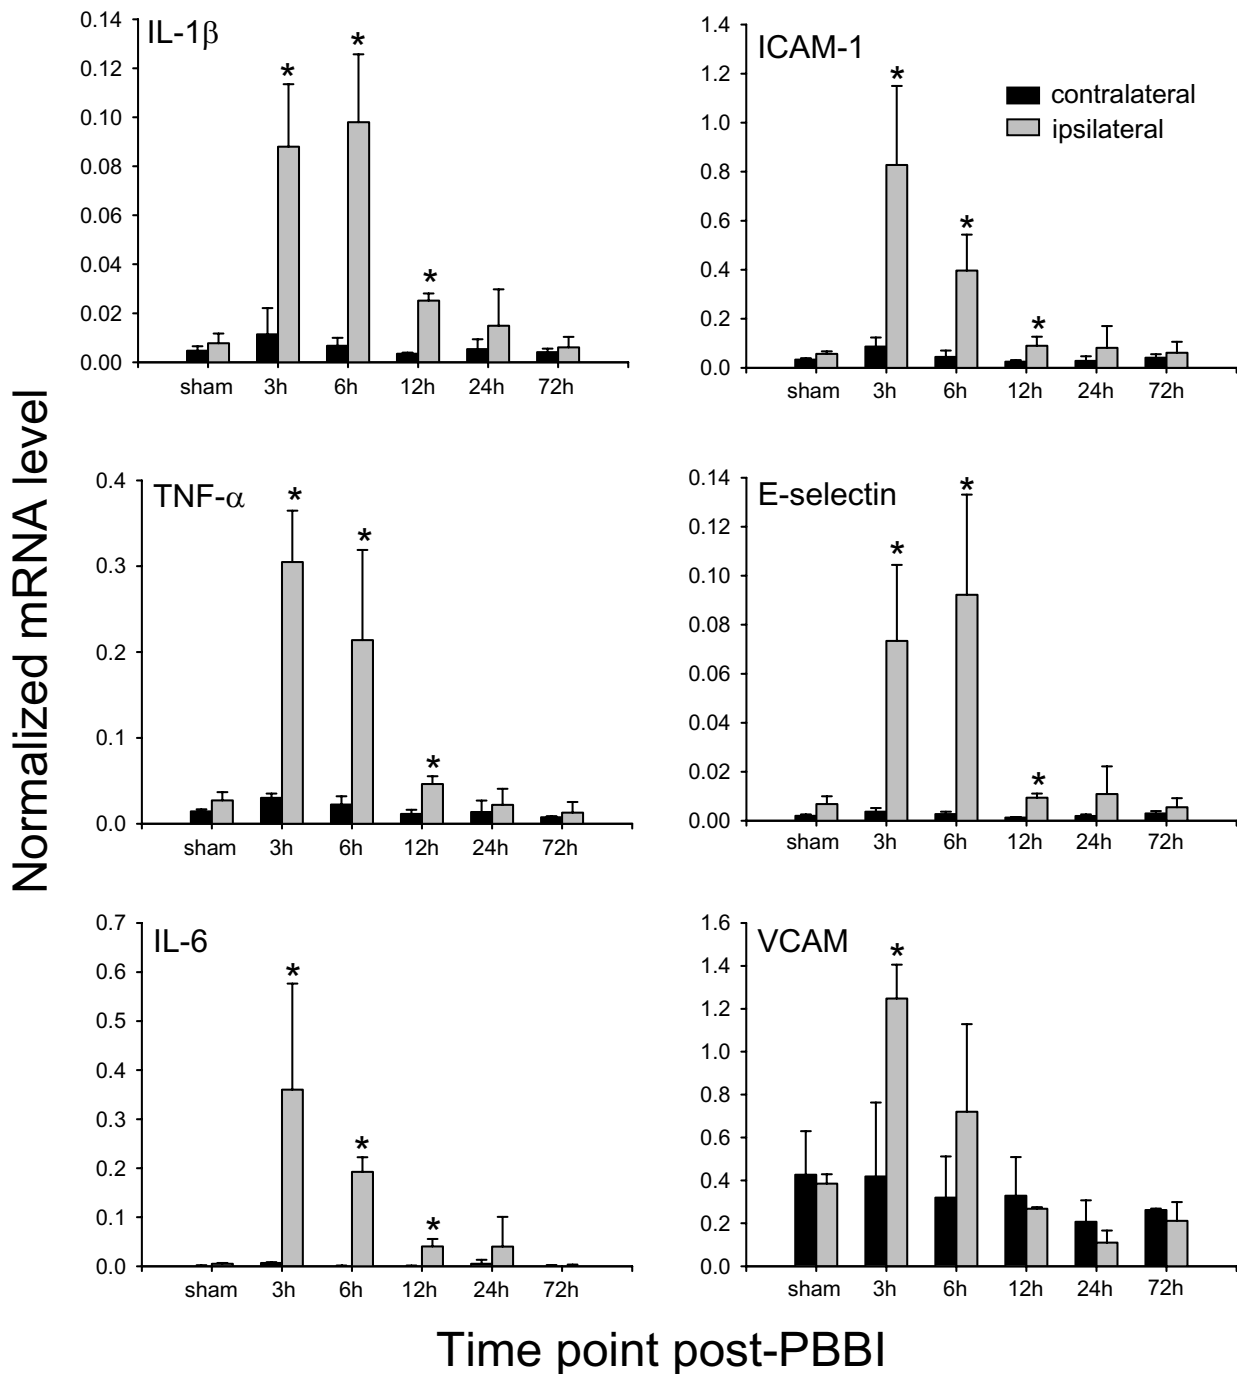 Normalized mRNA level
IL-1β
0.14
0.12
0.10
0.08
0.06
0.04
0.02
0.00
* * *
sham 3h 6h 12h 24h 72h
ICAM-1
contralateral
ipsilateral
1.4
1.2
1.0
0.8
0.6
0.4
0.2
0.0
* * *
sham 3h 6h 12h 24h 72h
TNF-α
0.4
0.3
0.2
0.1
0.0
* * *
sham 3h 6h 12h 24h 72h
E-selectin
0.14
0.12
0.10
0.08
0.06
0.04
0.02
0.00
* * *
sham 3h 6h 12h 24h 72h
IL-6
0.7
0.6
0.5
0.4
0.3
0.2
0.1
0.0
* * *
sham 3h 6h 12h 24h 72h
VCAM
1.6
1.4
1.2
1.0
0.8
0.6
0.4
0.2
0.0
*
sham 3h 6h 12h 24h 72h
Time point post-PBBI